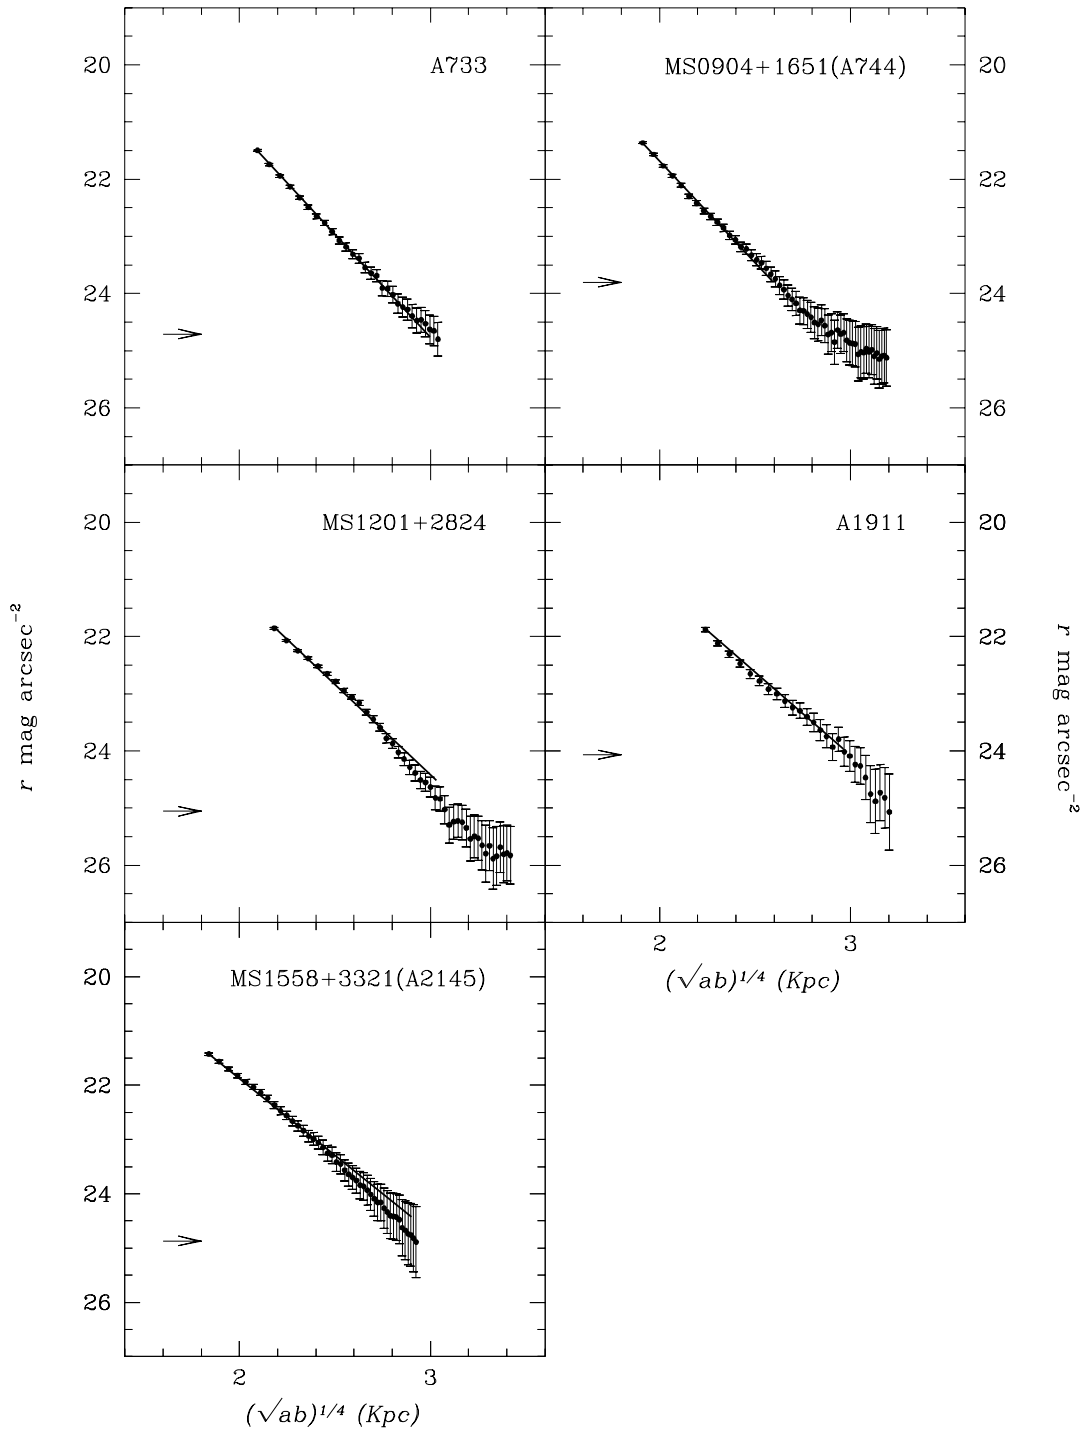 20 A733 MS0904+1651(A744) 20
22 22
24 24
26 26
20 MS1201+2824 A1911 20
22 22
24 24
26 26
2 3
(√ab)^1/4 (Kpc)
r mag arcsec^-2
r mag arcsec^-2
20 MS1558+3321(A2145)
22
24
26
2 3
(√ab)^1/4 (Kpc)